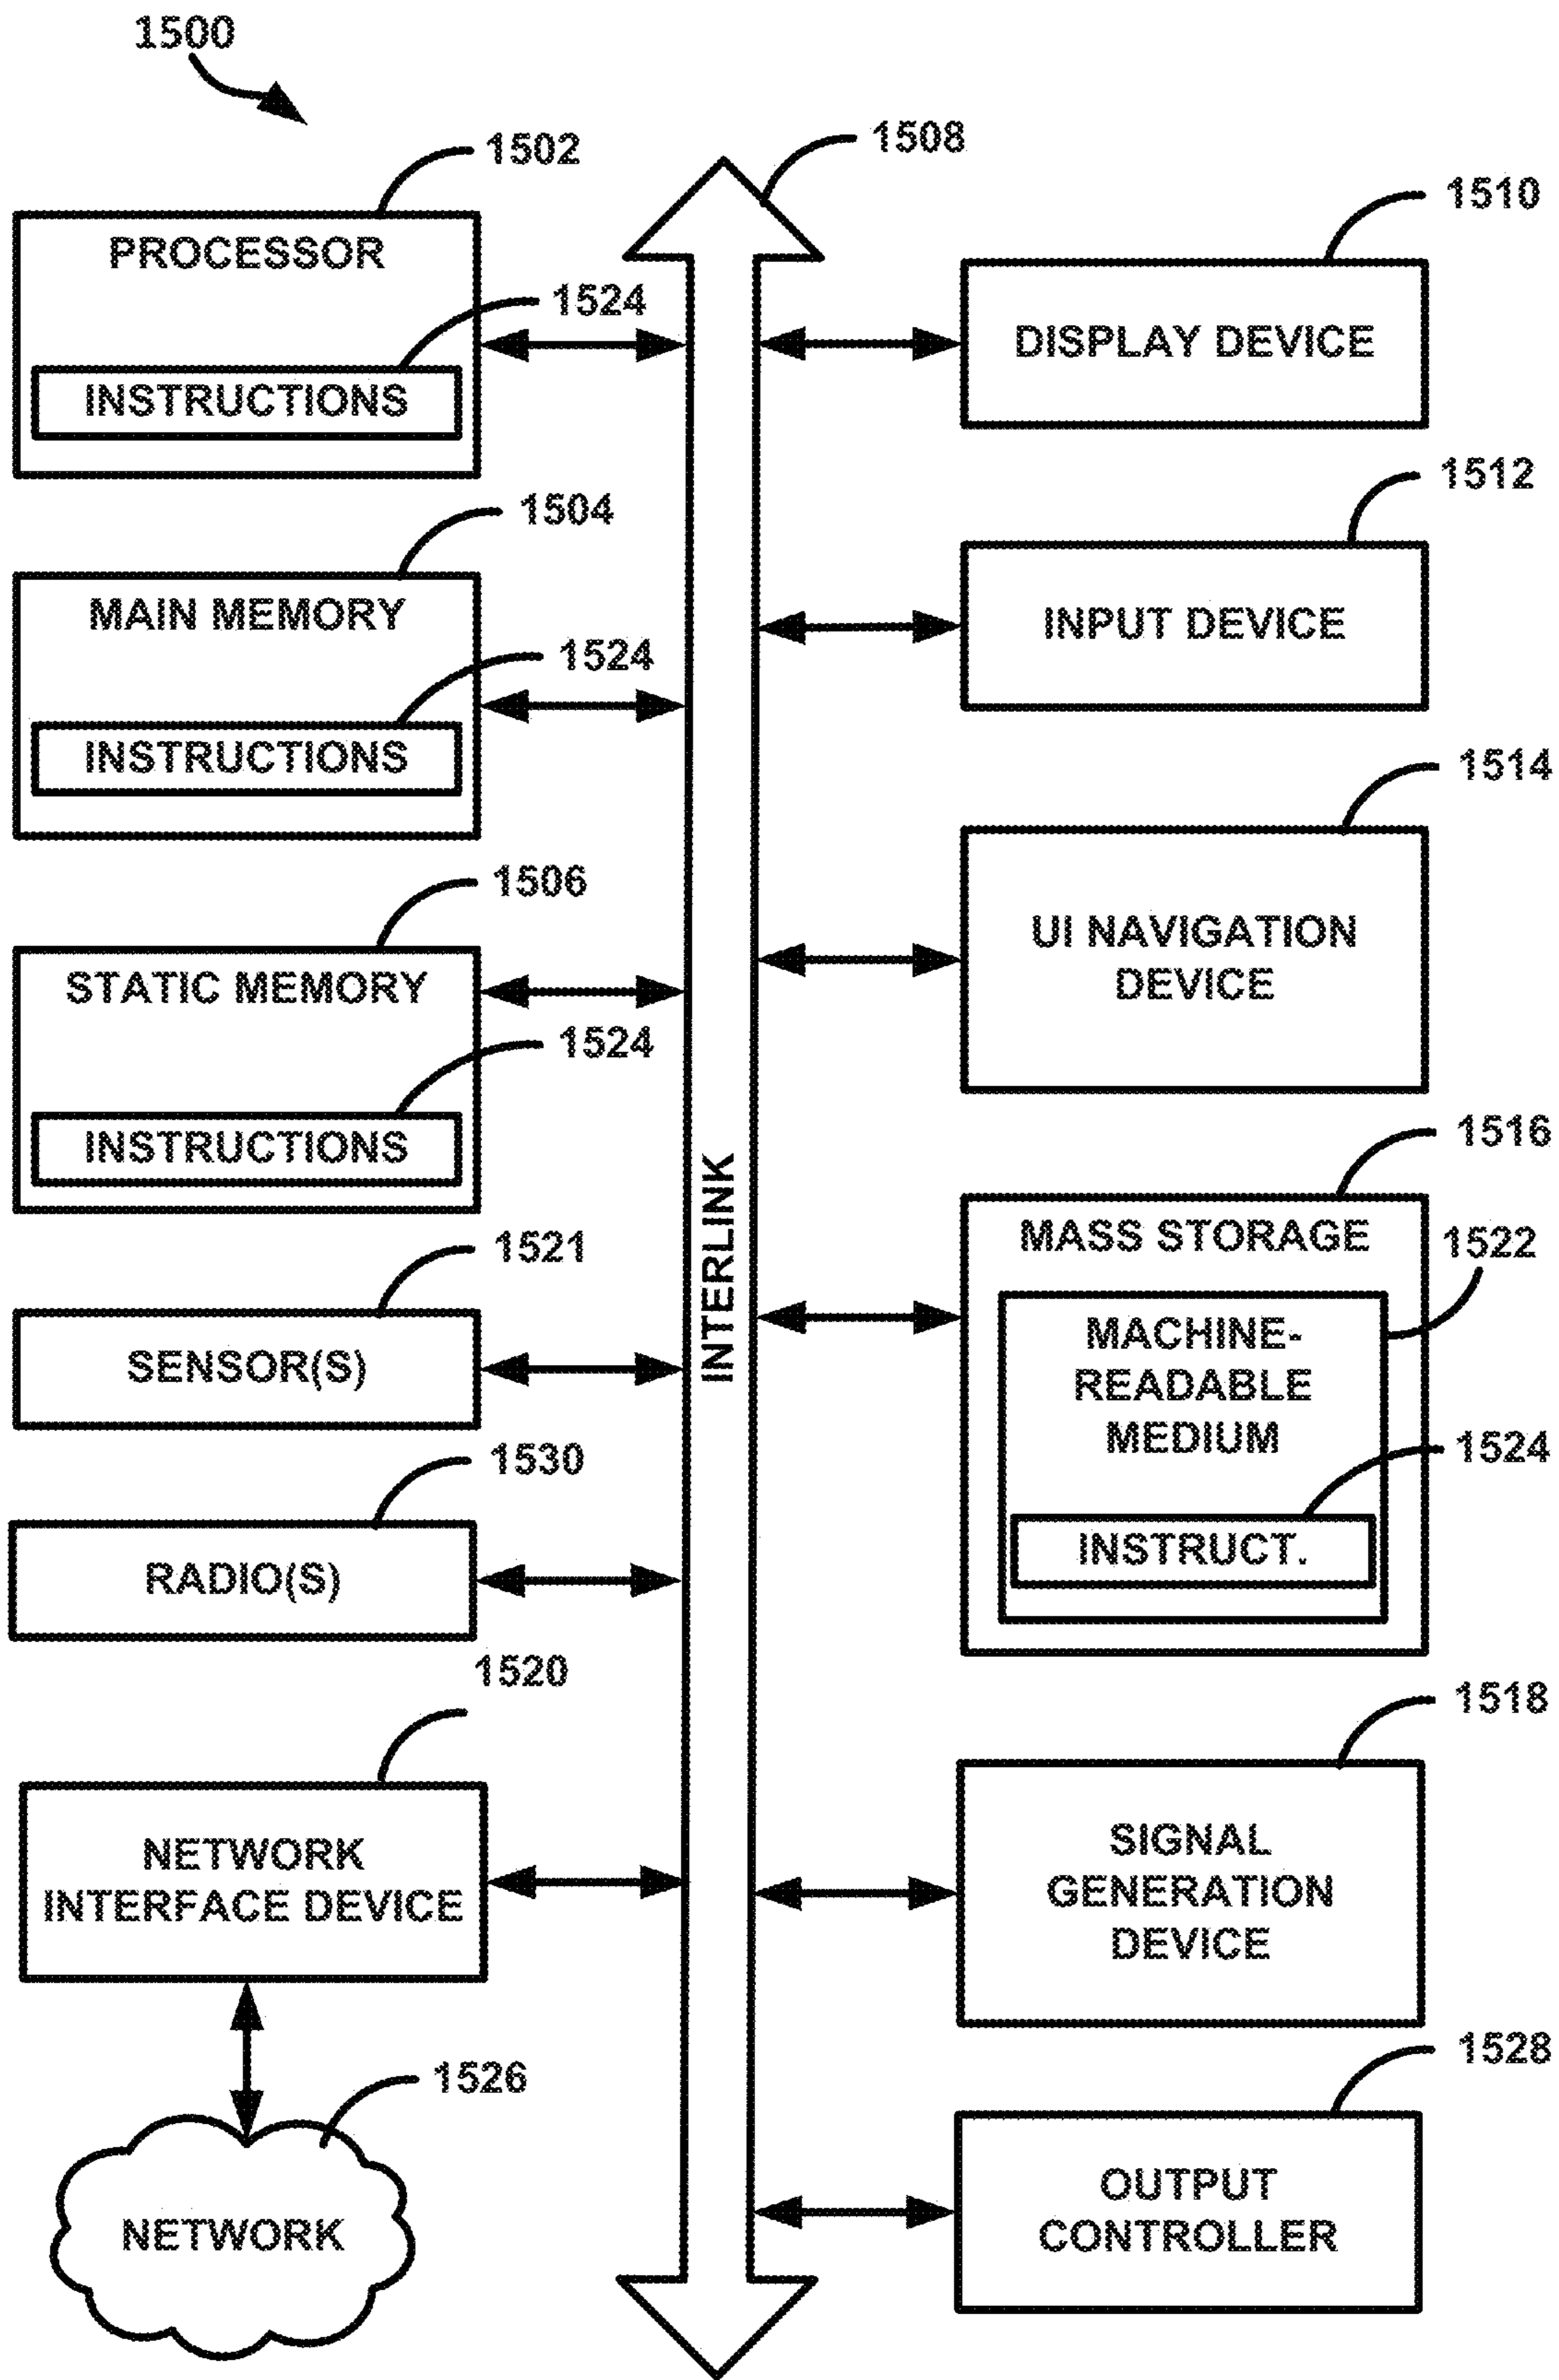 1500
1502
PROCESSOR
1524
INSTRUCTIONS
1504
MAIN MEMORY
1524
INSTRUCTIONS
1506
STATIC MEMORY
1524
INSTRUCTIONS
1521
SENSOR(S)
1530
RADIO(S)
1520
NETWORK
INTERFACE DEVICE
1526
NETWORK
1508
INTERLINK
1510
DISPLAY DEVICE
1512
INPUT DEVICE
1514
UI NAVIGATION
DEVICE
1516
MASS STORAGE
1522
MACHINE-
READABLE
MEDIUM
1524
INSTRUCT.
1518
SIGNAL
GENERATION
DEVICE
1528
OUTPUT
CONTROLLER